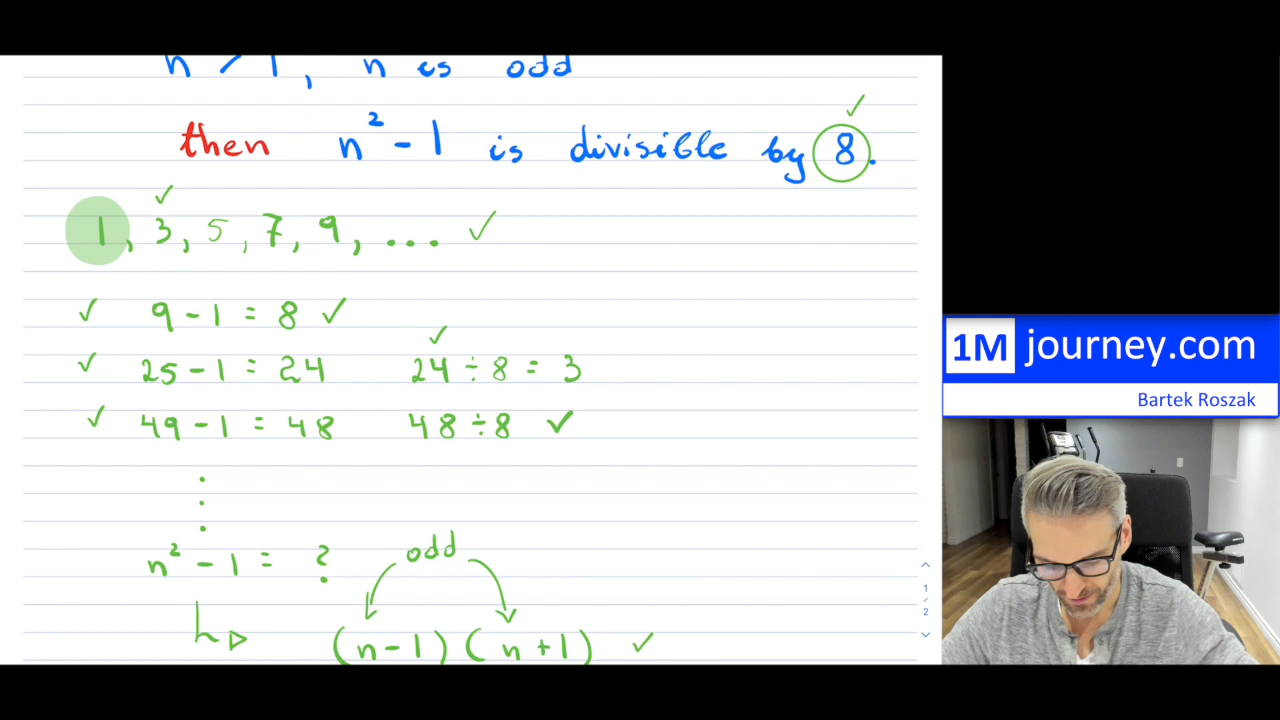 n > 1, n is odd
then n² - 1 is divisible by 8.
✓
✓
1, 3, 5, 7, 9, ... ✓
✓ 9 - 1 = 8 ✓
✓
✓ 25 - 1 = 24 24 ÷ 8 = 3
✓ 49 - 1 = 48 48 ÷ 8 ✓
⋮
n² - 1 = ?
odd
(n - 1)(n + 1) ✓
1M journey.com
Bartek Roszak
1
/
2